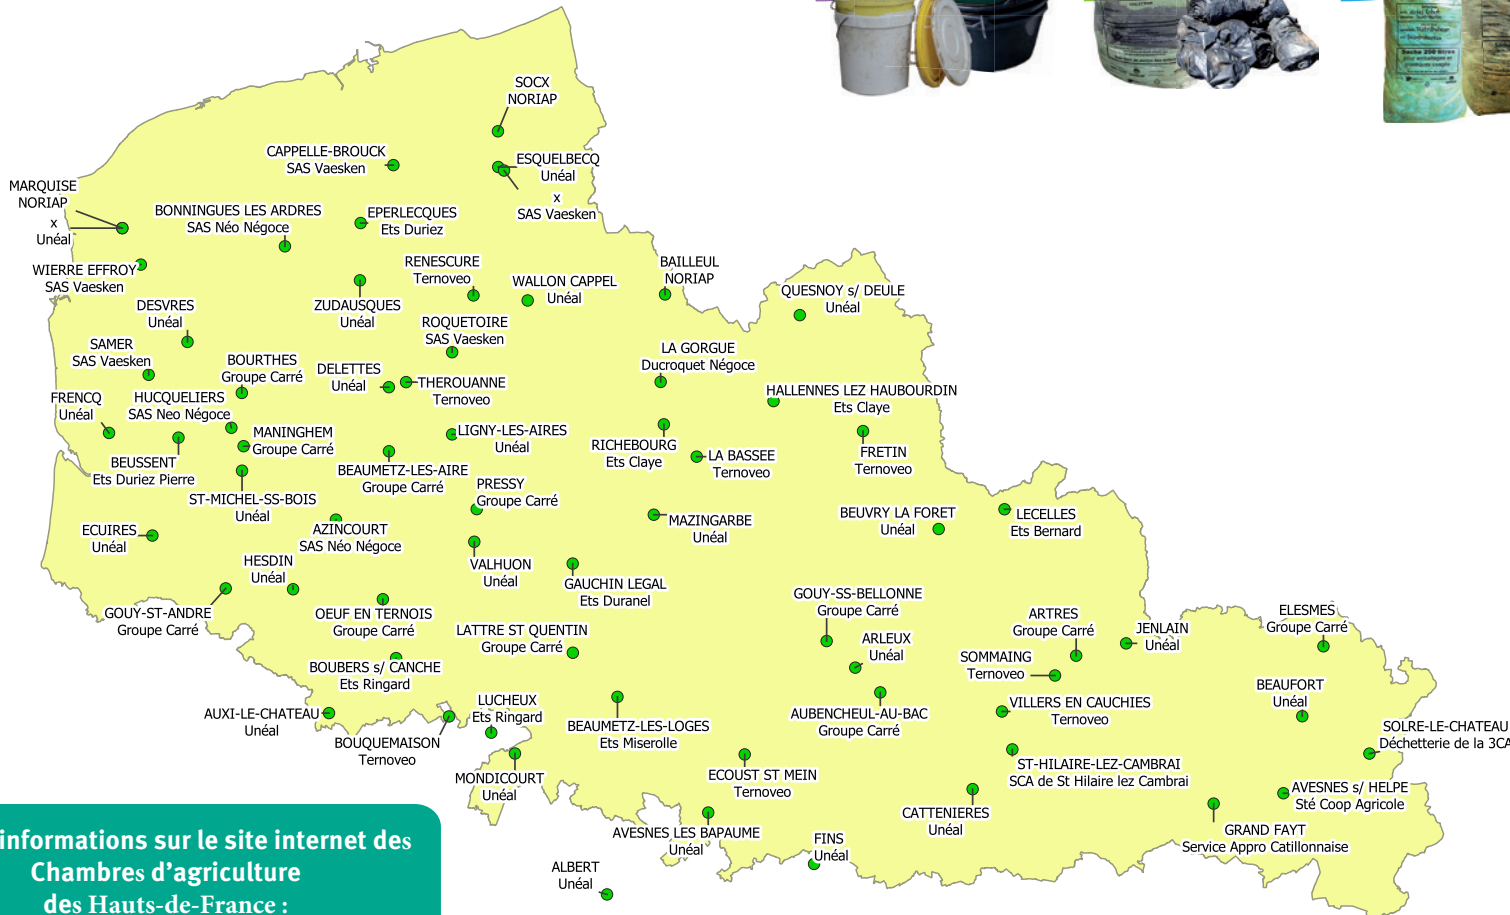 SOCX
NORIAP
CAPPELLE-BROUCK
SAS Vaesken
ESQUELBECQ
Unéal
x
SAS Vaesken
MARQUISE
NORIAP
x
Unéal
BONNINGUES LES ARDRES
SAS Néo Négoce
EPERLECQUES
Ets Duriez
WIERRE EFFROY
SAS Vaesken
RENESCURE
Ternoveo
WALLON CAPPEL
Unéal
BAILLEUL
NORIAP
QUESNOY s/ DEULE
Unéal
DESVRES
Unéal
ZUDAUSQUES
Unéal
ROQUETOIRE
SAS Vaesken
SAMER
SAS Vaesken
BOURTHES
Groupe Carré
DELETTES
Unéal
THEROUANNE
Ternoveo
LA GORGUE
Ducroquet Négoce
HALLENNES LEZ HAUBOURDIN
Ets Claye
FRENCQ
Unéal
HUCQUELIERS
SAS Neo Négoce
MANINGHEM
Groupe Carré
LIGNY-LES-AIRES
Unéal
RICHEBOURG
Ets Claye
LA BASSEE
Ternoveo
FRETIN
Ternoveo
BEUSSENT
Ets Duriez Pierre
BEAUMETZ-LES-AIRE
Groupe Carré
PRESSY
Groupe Carré
ST-MICHEL-SS-BOIS
Unéal
AZINCOURT
SAS Néo Négoce
MAZINGARBE
Unéal
BEUVRY LA FORET
Unéal
LECELLES
Ets Bernard
ECUIRES
Unéal
HESDIN
Unéal
VALHUON
Unéal
GAUCHIN LEGAL
Ets Duranel
GOUY-ST-ANDRE
Groupe Carré
OEUF EN TERNOIS
Groupe Carré
LATTRE ST QUENTIN
Groupe Carré
GOUY-SS-BELLONNE
Groupe Carré
ARLEUX
Unéal
ARTRES
Groupe Carré
JENLAIN
Unéal
ELESMES
Groupe Carré
SOMMAING
Ternoveo
BOUBERS s/ CANCHE
Ets Ringard
AUXI-LE-CHATEAU
Unéal
LUCHEUX
Ets Ringard
BOUQUEMAISON
Ternoveo
BEAUMETZ-LES-LOGES
Ets Miserolle
AUBENCHEUL-AU-BAC
Groupe Carré
VILLERS EN CAUCHIES
Ternoveo
BEAUFORT
Unéal
SOLRE-LE-CHATEAU
Déchetterie de la 3CA
MONDICOURT
Unéal
ECOUST ST MEIN
Ternoveo
ST-HILAIRE-LEZ-CAMBRAI
SCA de St Hilaire lez Cambrai
AVESNES s/ HELPE
Sté Coop Agricole
CATTENIERES
Unéal
GRAND FAYT
Service Appro Catillonnaise
AVESNES LES BAPAUME
Unéal
FINS
Unéal
ALBERT
Unéal
informations sur le site internet des
Chambres d'agriculture
des Hauts-de-France :